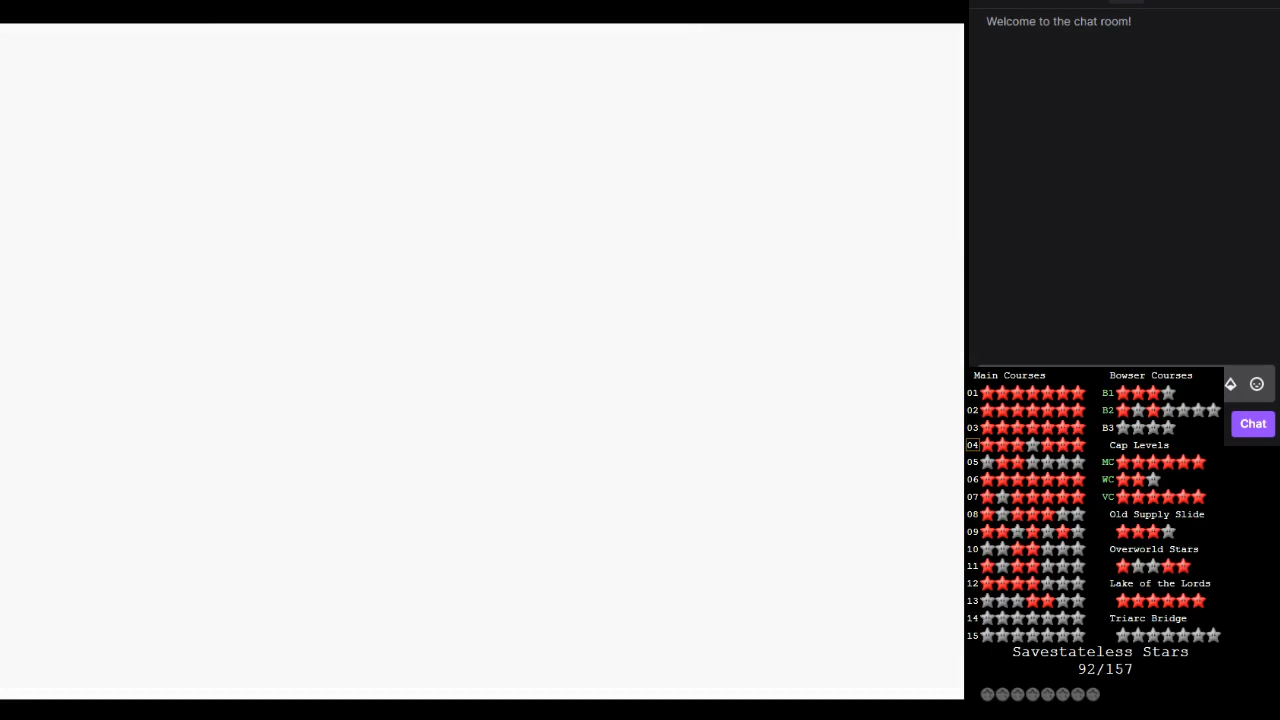 Welcome to the chat room!
Main Courses
01
02
03
04
05
06
07
08
09
10
11
12
13
14
15
Bowser Courses
B1
B2
B3
Cap Levels
MC
WC
VC
Old Supply Slide
Overworld Stars
Lake of the Lords
Triarc Bridge
Chat
Savestateless Stars
92/157